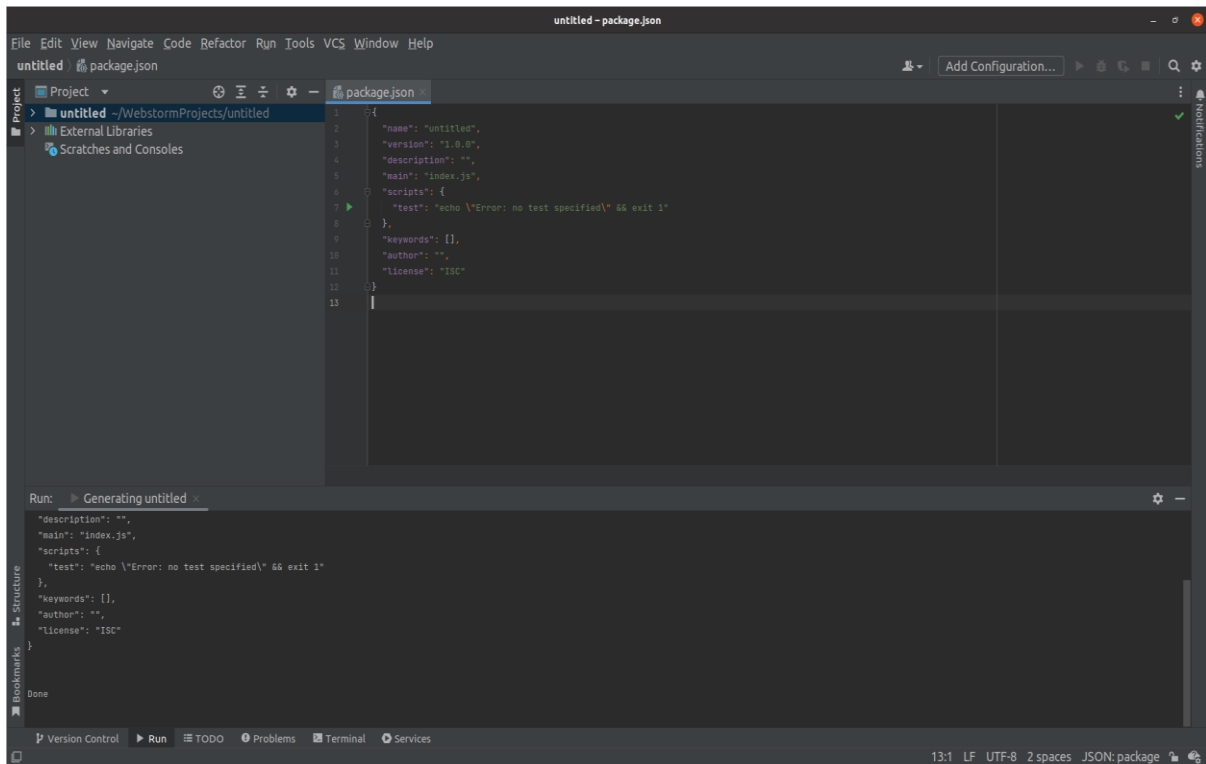 untitled – package.json
File Edit View Navigate Code Refactor Run Tools VCS Window Help
untitled package.json
Add Configuration...
Project
Project
untitled ~/WebstormProjects/untitled
External Libraries
Scratches and Consoles
package.json
1 {
2 "name": "untitled",
3 "version": "1.0.0",
4 "description": "",
5 "main": "index.js",
6 "scripts": {
7 "test": "echo \"Error: no test specified\" && exit 1"
8 },
9 "keywords": [],
10 "author": "",
11 "license": "ISC"
12 }
13
Notifications
Run: Generating untitled
"description": "",
"main": "index.js",
"scripts": {
"test": "echo \"Error: no test specified\" && exit 1"
},
"keywords": [],
"author": "",
"license": "ISC"
}
Done
Structure
Bookmarks
Version Control Run TODO Problems Terminal Services
13:1 LF UTF-8 2 spaces JSON: package